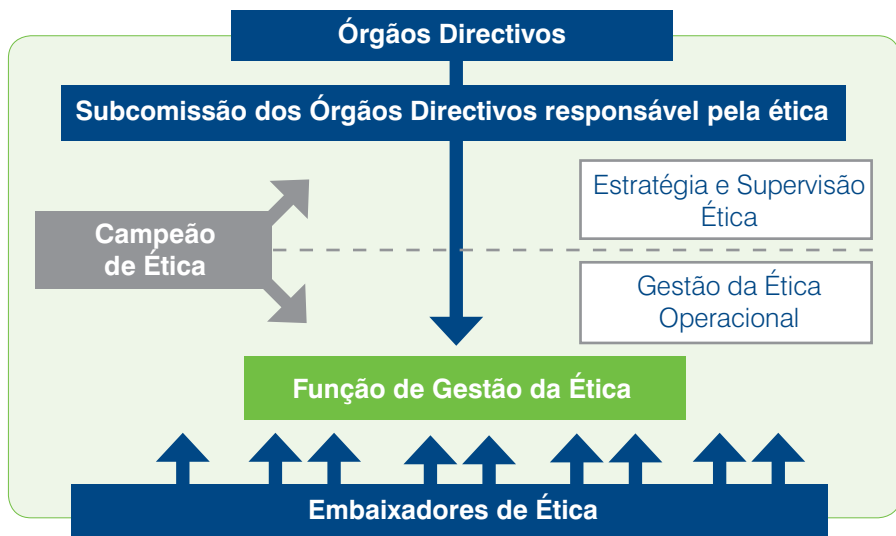 Órgãos Directivos
Subcomissão dos Órgãos Directivos responsável pela ética
Estratégia e Supervisão
Ética
Campeão
de Ética
Gestão da Ética
Operacional
Função de Gestão da Ética
Embaixadores de Ética